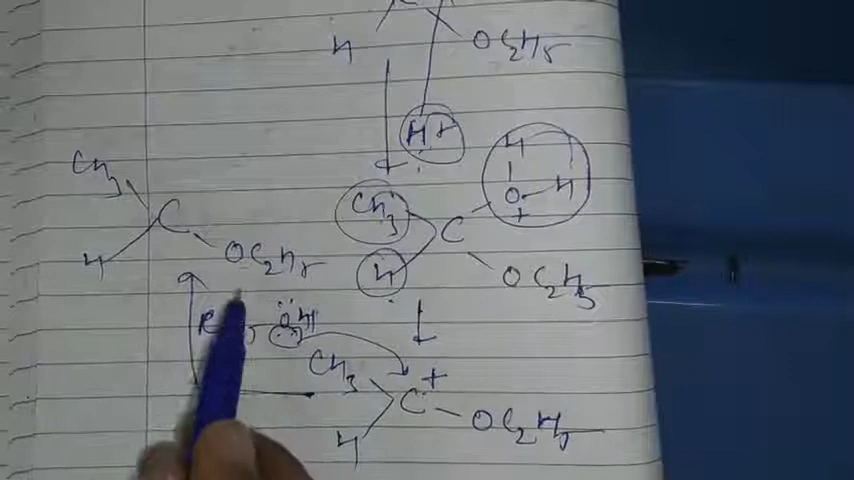 H OC2H5
H+
H
CH3 O H
+
CH3 C
C
H OC2H5
H OC2H5
OH
CH3 +
C OC2H5
H